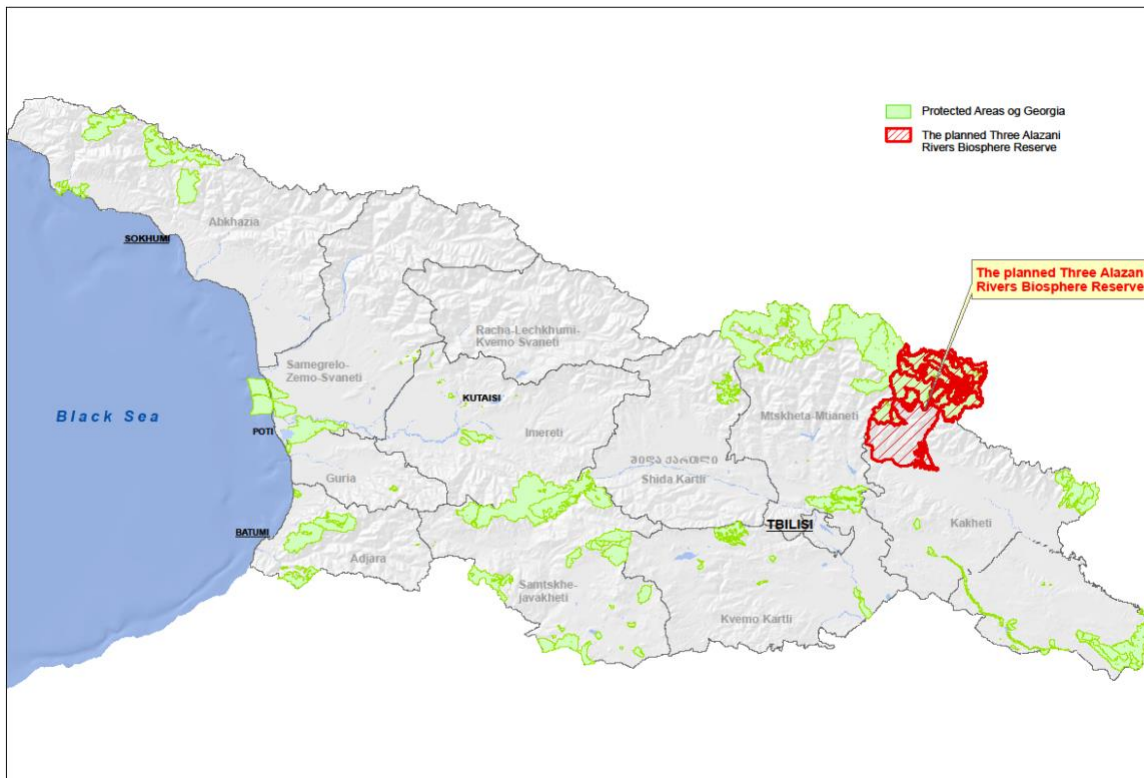 Protected Areas og Georgia
The planned Three Alazani
Rivers Biosphere Reserve
Abkhazia
SOKHUMI
The planned Three Alazani
Rivers Biosphere Reserve
Racha-Lechkhumi-
Kvemo Svaneti
Samegrelo-
Zemo-Svaneti
KUTAISI
Mtskheta-Mtianeti
Black Sea
POTI
Imereti
შიდა ქართლი
Shida Kartli
Guria
TBILISI
Kakheti
BATUMI
Adjara
Samtskhe-
javakheti
Kvemo Kartli